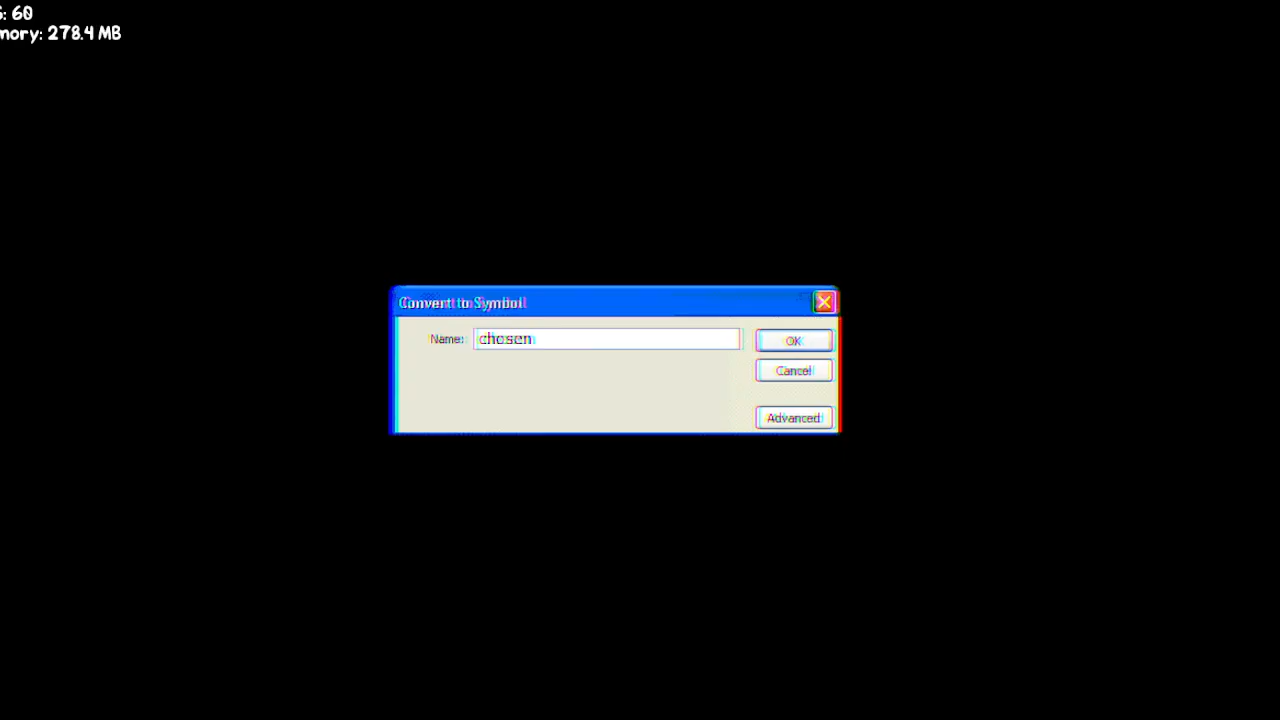 : 60
mory: 278.4 MB
Convert to Symbol
Name: chosen
OK
Cancel
Advanced